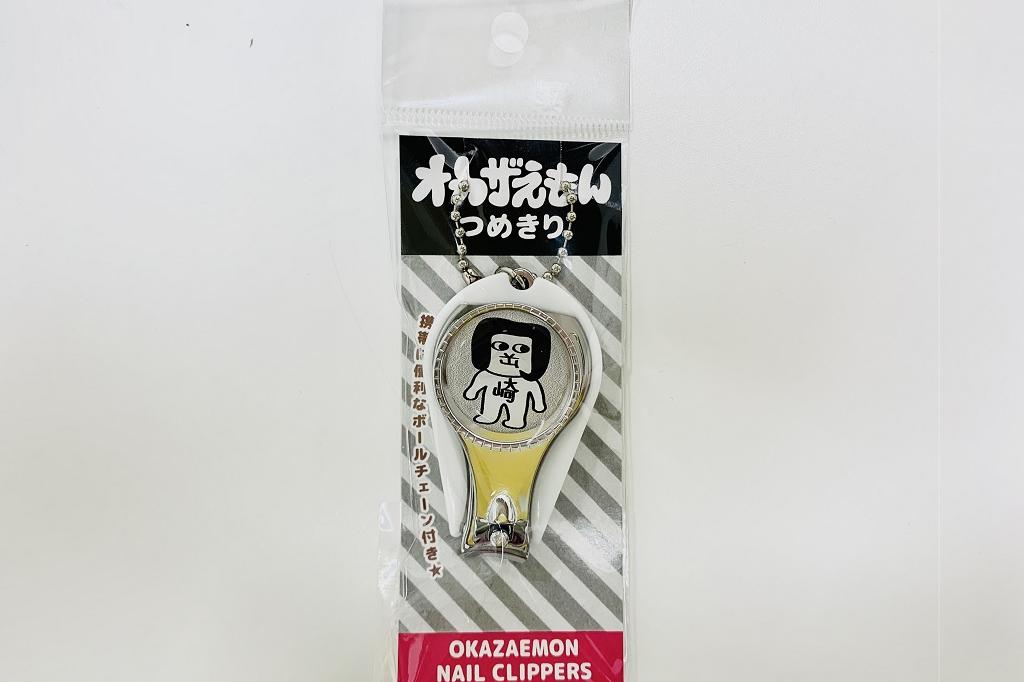 オカザえもん
つめきり
携帯に便利なボールチェーン付き★
岡
崎
OKAZAEMON
NAIL CLIPPERS